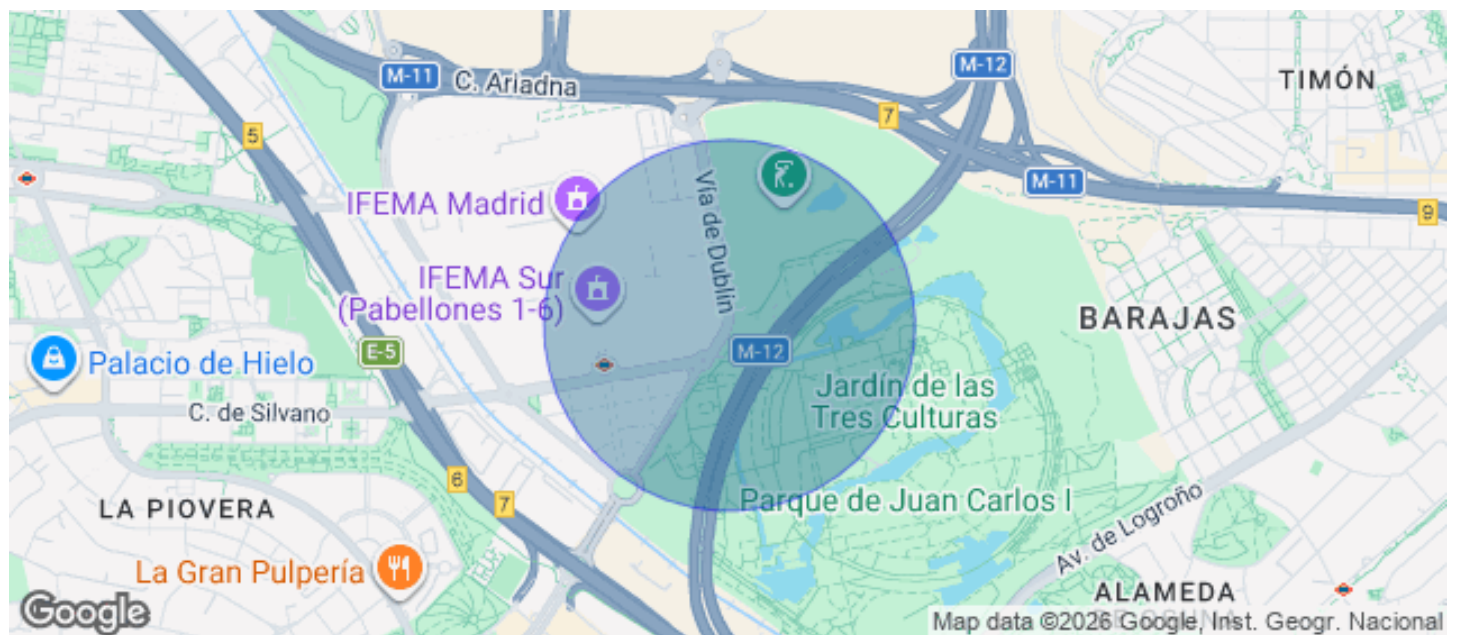 M-11
C. Ariadna
M-12
TIMÓN
5
7
M-11
9
IFEMA Madrid
Vía de Dublín
IFEMA Sur
(Pabellones 1-6)
BARAJAS
E-5
M-12
Palacio de Hielo
C. de Silvano
Jardín de las
Tres Culturas
6
7
LA PIOVERA
Parque de Juan Carlos I
Av. de Logroño
La Gran Pulpería
ALAMEDA
Google
Map data ©2026 Google, Inst. Geogr. Nacional